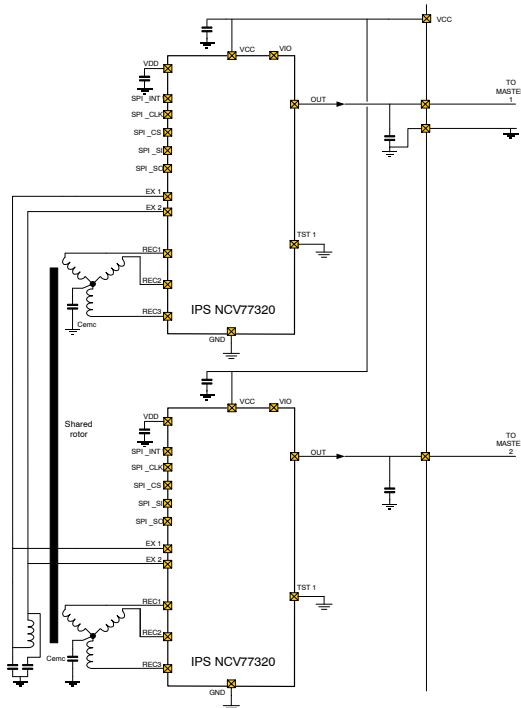 VCC
VCC
VIO
VDD
SPI_INT
SPI_CLK
SPI_CS
SPI_SI
SPI_SO
EX 1
EX 2
REC1
REC2
REC3
OUT
TO
MASTE
1
TST 1
IPS NCV77320
GND
Cemc
Shared
rotor
VCC
VIO
VDD
SPI_INT
SPI_CLK
SPI_CS
SPI_SI
SPI_SO
EX 1
EX 2
REC1
REC2
REC3
OUT
TO
MASTE
2
TST 1
IPS NCV77320
GND
Cemc